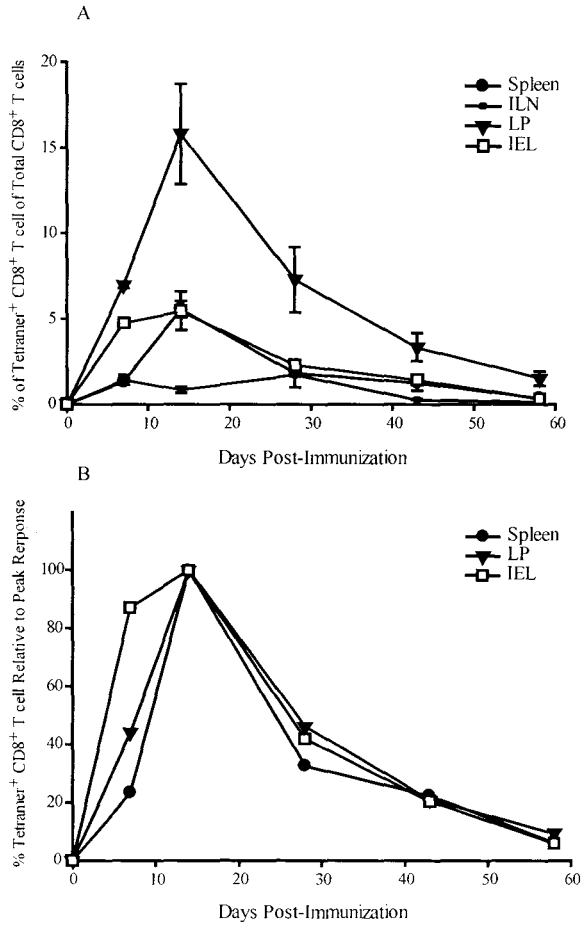 A
% of Tetramer+ CD8+ T cell of Total CD8+ T cells
20
15
10
5
0
Spleen
ILN
LP
IEL
0 10 20 30 40 50 60
Days Post-Immunization
B
% Tetramer+ CD8+ T cell Relative to Peak Rerponse
100
80
60
40
20
0
Spleen
LP
IEL
0 10 20 30 40 50 60
Days Post-Immunization